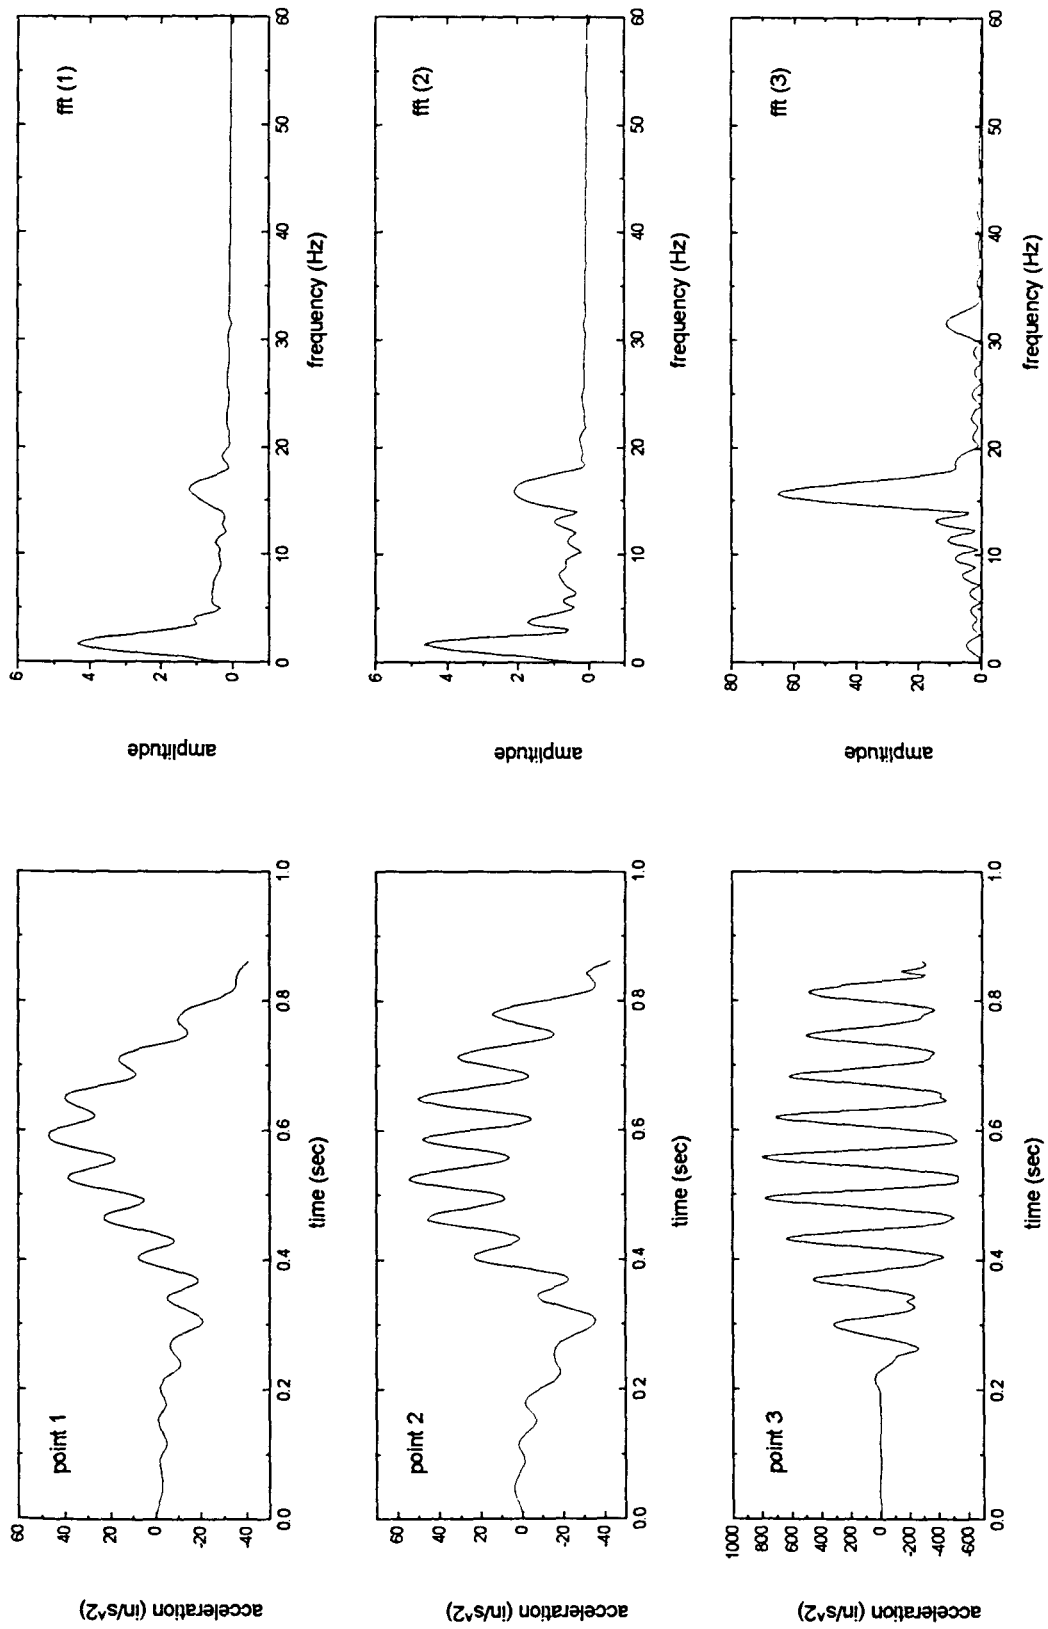 acceleration (in/s^2)
60
40
20
0
-20
-40
point 1
0.0 0.2 0.4 0.6 0.8 1.0
time (sec)
amplitude
6
4
2
0
fft (1)
0 10 20 30 40 50 60
frequency (Hz)
acceleration (in/s^2)
60
40
20
0
-20
-40
point 2
0.0 0.2 0.4 0.6 0.8 1.0
time (sec)
amplitude
6
4
2
0
fft (2)
0 10 20 30 40 50 60
frequency (Hz)
acceleration (in/s^2)
1000
800
600
400
200
0
-200
-400
-600
point 3
0.0 0.2 0.4 0.6 0.8 1.0
time (sec)
amplitude
80
60
40
20
0
fft (3)
0 10 20 30 40 50 60
frequency (Hz)